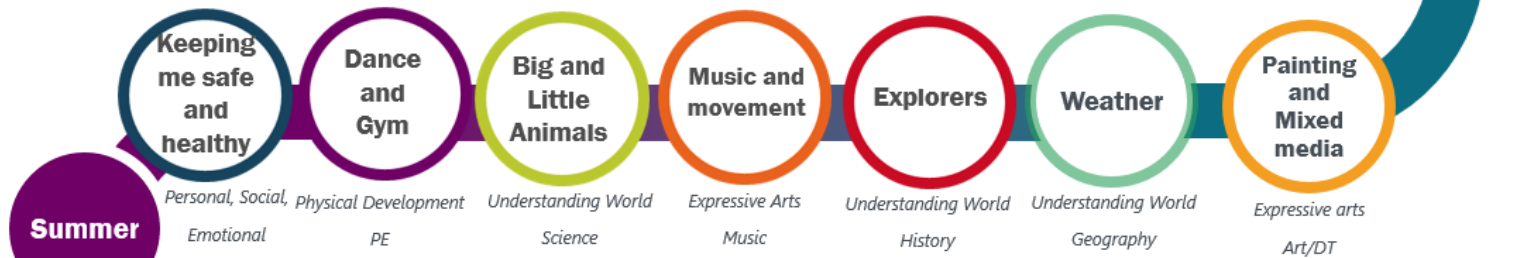 Keeping
me safe
and
healthy
Personal, Social,
Emotional
Dance
and
Gym
Physical Development
PE
Big and
Little
Animals
Understanding World
Science
Music and
movement
Expressive Arts
Music
Explorers
Understanding World
History
Weather
Understanding World
Geography
Painting
and
Mixed
media
Expressive arts
Art/DT
Summer